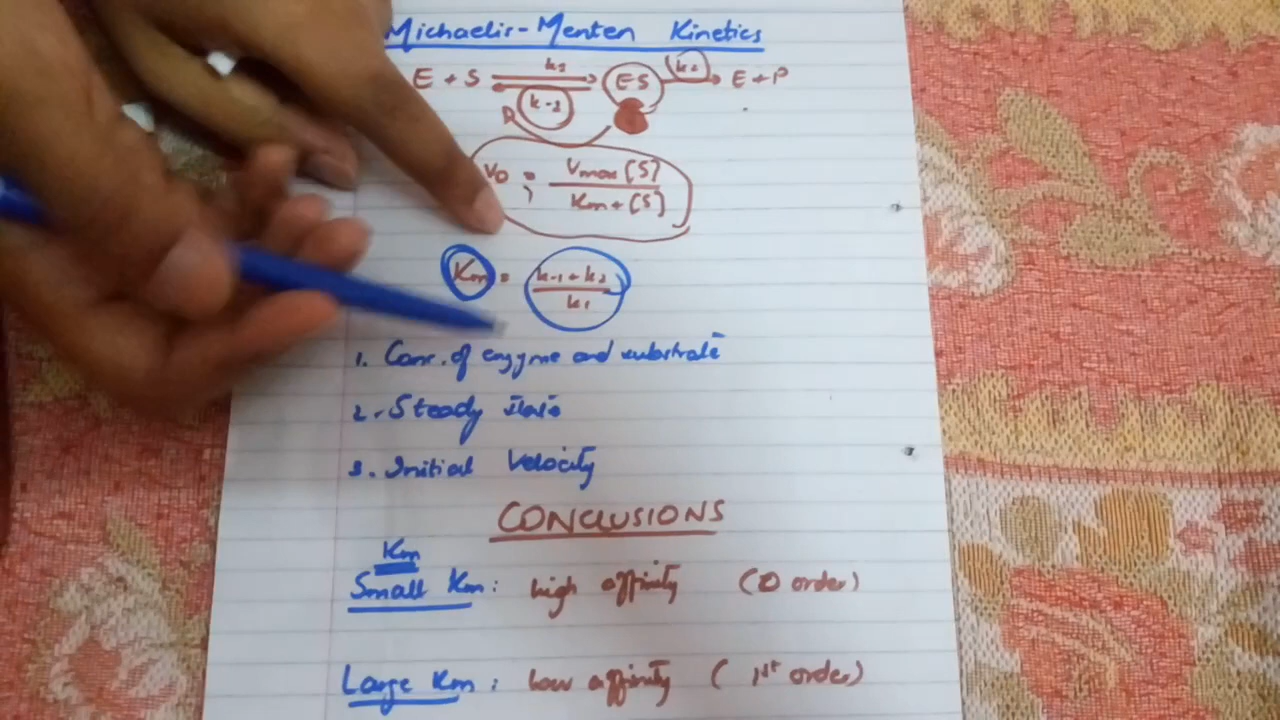 Michaelis-Menten Kinetics
E + S k1 ES k2 E + P
k-1
V0 = Vmax [S]
Km + [S]
Km = k-1 + k2
k1
1. Conc. of enzyme and substrate
2. Steady state
3. Initial Velocity
CONCLUSIONS
Km
Small Km: high affinity (0 order)
Large Km: low affinity (1st order)